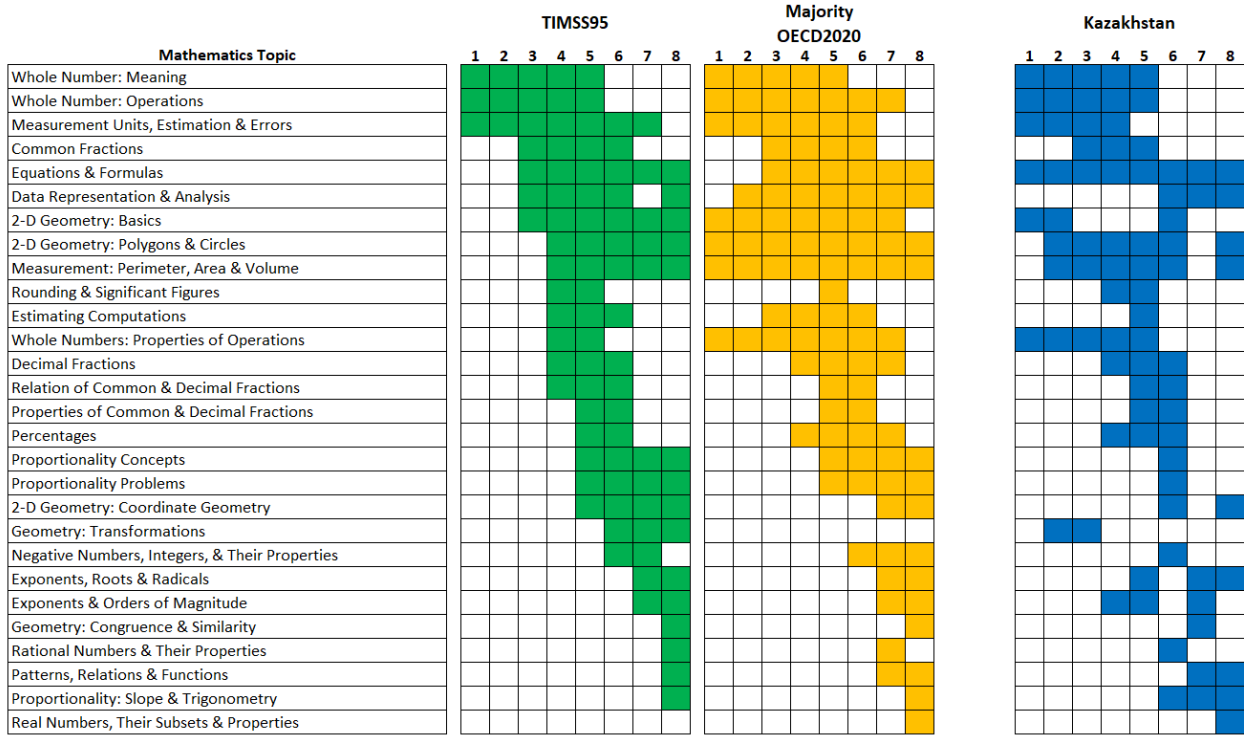 TIMSS95
Majority
OECD2020
Kazakhstan
Mathematics Topic 1 2 3 4 5 6 7 8 1 2 3 4 5 6 7 8 1 2 3 4 5 6 7 8
Whole Number: Meaning
Whole Number: Operations
Measurement Units, Estimation & Errors
Common Fractions
Equations & Formulas
Data Representation & Analysis
2-D Geometry: Basics
2-D Geometry: Polygons & Circles
Measurement: Perimeter, Area & Volume
Rounding & Significant Figures
Estimating Computations
Whole Numbers: Properties of Operations
Decimal Fractions
Relation of Common & Decimal Fractions
Properties of Common & Decimal Fractions
Percentages
Proportionality Concepts
Proportionality Problems
2-D Geometry: Coordinate Geometry
Geometry: Transformations
Negative Numbers, Integers, & Their Properties
Exponents, Roots & Radicals
Exponents & Orders of Magnitude
Geometry: Congruence & Similarity
Rational Numbers & Their Properties
Patterns, Relations & Functions
Proportionality: Slope & Trigonometry
Real Numbers, Their Subsets & Properties